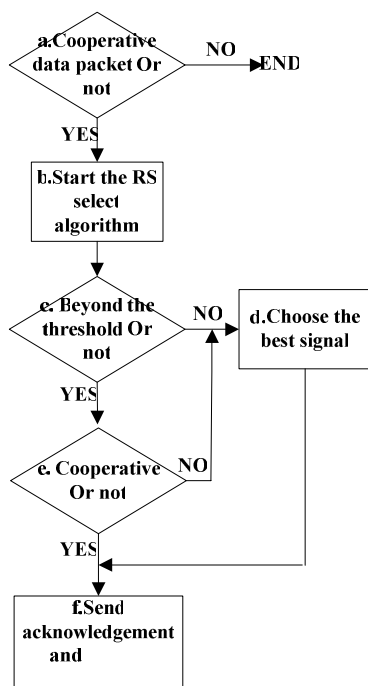 a.Cooperative
data packet Or
not
NO
END
YES
b.Start the RS
select
algorithm
c. Beyond the
threshold Or
not
NO
d.Choose the
best signal
YES
e. Cooperative
Or not
NO
YES
f.Send
acknowledgement
and